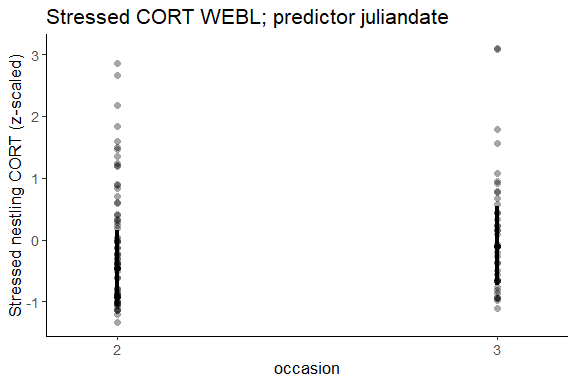 Stressed CORT WEBL; predictor juliandate
Stressed nestling CORT (z-scaled)
3
2
1
0
-1
2
3
occasion